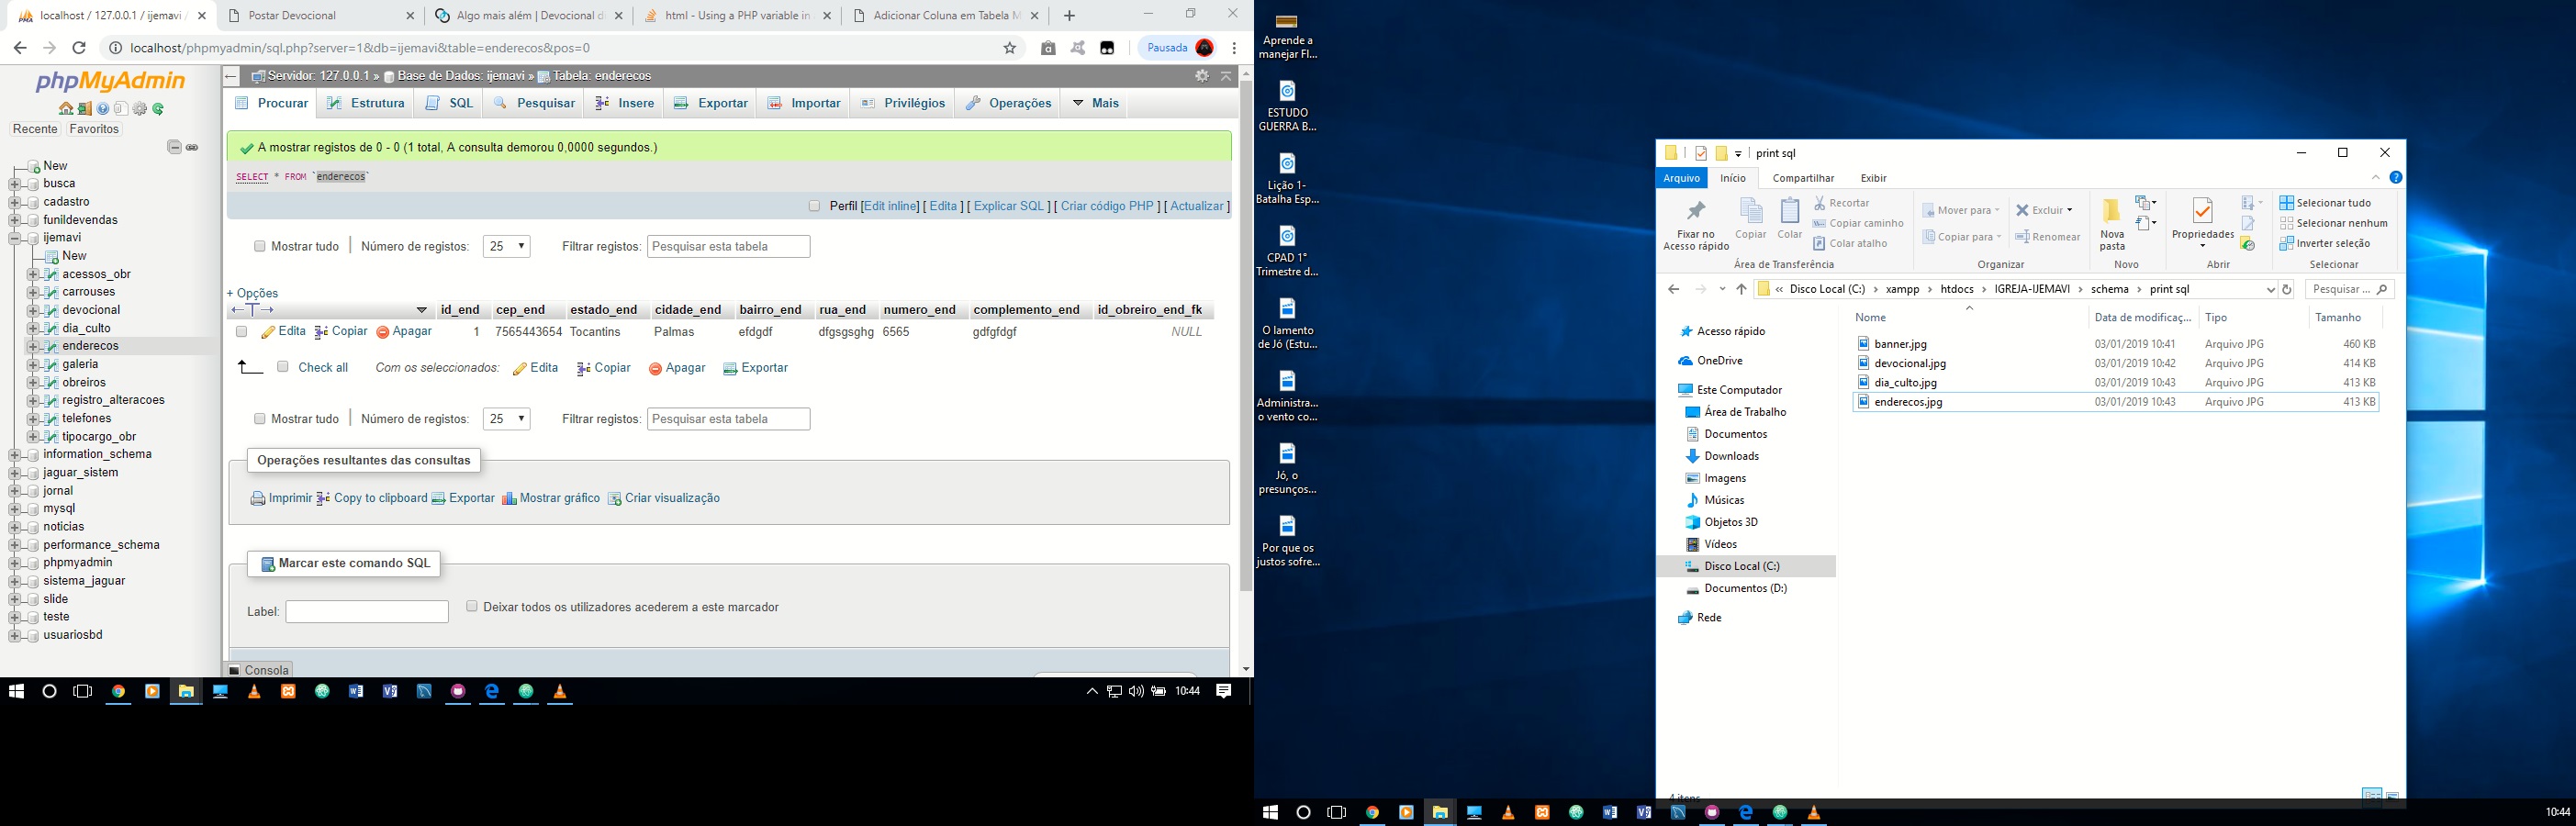 localhost / 127.0.0.1 / ijemavi /
Postar Devocional
Algo mais além | Devocional di
html - Using a PHP variable in
Adicionar Coluna em Tabela M
localhost/phpmyadmin/sql.php?server=1&db=ijemavi&table=enderecos&pos=0
Pausada
phpMyAdmin
Recente Favoritos
New
busca
cadastro
funildevendas
ijemavi
New
acessos_obr
carrouses
devocional
dia_culto
enderecos
galeria
obreiros
registro_alteracoes
telefones
tipocargo_obr
information_schema
jaguar_sistem
jornal
mysql
noticias
performance_schema
phpmyadmin
sistema_jaguar
slide
teste
usuariosbd
Servidor: 127.0.0.1 » Base de Dados: ijemavi » Tabela: enderecos
Procurar Estrutura SQL Pesquisar Insere Exportar Importar Privilégios Operações Mais
A mostrar registos de 0 - 0 (1 total, A consulta demorou 0,0000 segundos.)
SELECT * FROM `enderecos`
Perfil [Edit inline] [ Edita ] [ Explicar SQL ] [ Criar código PHP ] [ Actualizar ]
Mostrar tudo Número de registos: 25 Filtrar registos: Pesquisar esta tabela
+ Opções
←T→ id_end cep_end estado_end cidade_end bairro_end rua_end numero_end complemento_end id_obreiro_end_fk
Edita Copiar Apagar 1 7565443654 Tocantins Palmas efdgdf dfgsgsghg 6565 gdfgfdgf NULL
Check all Com os seleccionados: Edita Copiar Apagar Exportar
Mostrar tudo Número de registos: 25 Filtrar registos: Pesquisar esta tabela
Operações resultantes das consultas
Imprimir Copy to clipboard Exportar Mostrar gráfico Criar visualização
Marcar este comando SQL
Label: Deixar todos os utilizadores acederem a este marcador
Consola
10:44
Aprende a
manejar Fl...
ESTUDO
GUERRA B...
Lição 1-
Batalha Esp...
CPAD 1°
Trimestre d...
O lamento
de Jó (Estu...
Administra...
o vento co...
Jó, o
presunços...
Por que os
justos sofre...
print sql
Arquivo Início Compartilhar Exibir
Fixar no
Acesso rápido
Copiar
Colar
Recortar
Copiar caminho
Colar atalho
Área de Transferência
Mover para
Copiar para
Excluir
Renomear
Organizar
Nova
pasta
Novo
Propriedades
Abrir
Selecionar tudo
Selecionar nenhum
Inverter seleção
Selecionar
« Disco Local (C:) › xampp › htdocs › IGREJA-IJEMAVI › schema › print sql
Pesquisar ...
Acesso rápido
OneDrive
Este Computador
Área de Trabalho
Documentos
Downloads
Imagens
Músicas
Objetos 3D
Vídeos
Disco Local (C:)
Documentos (D:)
Rede
Nome Data de modificaç... Tipo Tamanho
banner.jpg 03/01/2019 10:41 Arquivo JPG 460 KB
devocional.jpg 03/01/2019 10:42 Arquivo JPG 414 KB
dia_culto.jpg 03/01/2019 10:43 Arquivo JPG 413 KB
enderecos.jpg 03/01/2019 10:43 Arquivo JPG 413 KB
4 itens
10:44